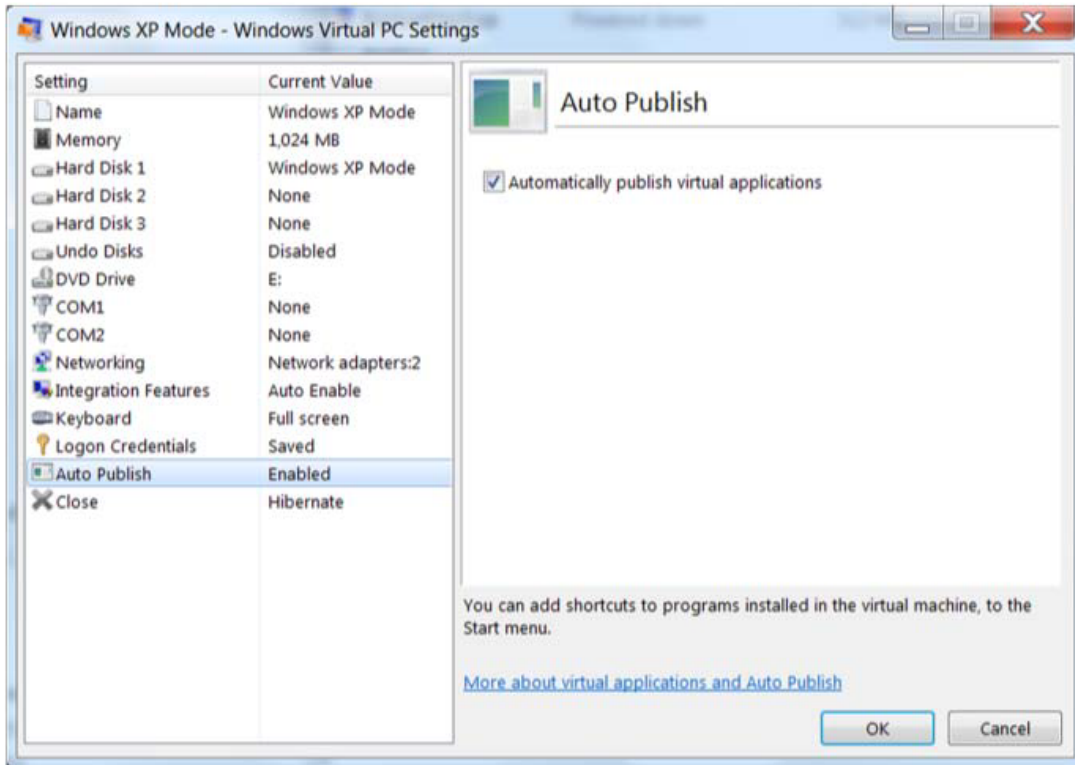 Windows XP Mode - Windows Virtual PC Settings
Setting Current Value
Name Windows XP Mode
Memory 1,024 MB
Hard Disk 1 Windows XP Mode
Hard Disk 2 None
Hard Disk 3 None
Undo Disks Disabled
DVD Drive E:
COM1 None
COM2 None
Networking Network adapters:2
Integration Features Auto Enable
Keyboard Full screen
Logon Credentials Saved
Auto Publish Enabled
Close Hibernate
Auto Publish
Automatically publish virtual applications
You can add shortcuts to programs installed in the virtual machine, to the
Start menu.
More about virtual applications and Auto Publish
OK Cancel